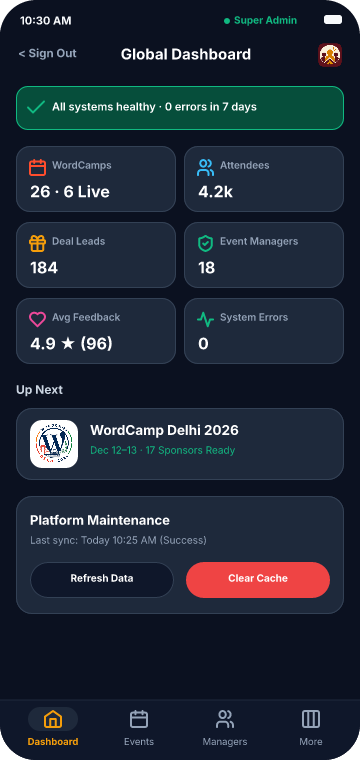 10:30 AM
Super Admin
< Sign Out
Global Dashboard
All systems healthy · 0 errors in 7 days
WordCamps
26 · 6 Live
Attendees
4.2k
Deal Leads
184
Event Managers
18
Avg Feedback
4.9 ★ (96)
System Errors
0
Up Next
WordCamp Delhi 2026
Dec 12–13 · 17 Sponsors Ready
Platform Maintenance
Last sync: Today 10:25 AM (Success)
Refresh Data
Clear Cache
Dashboard
Events
Managers
More